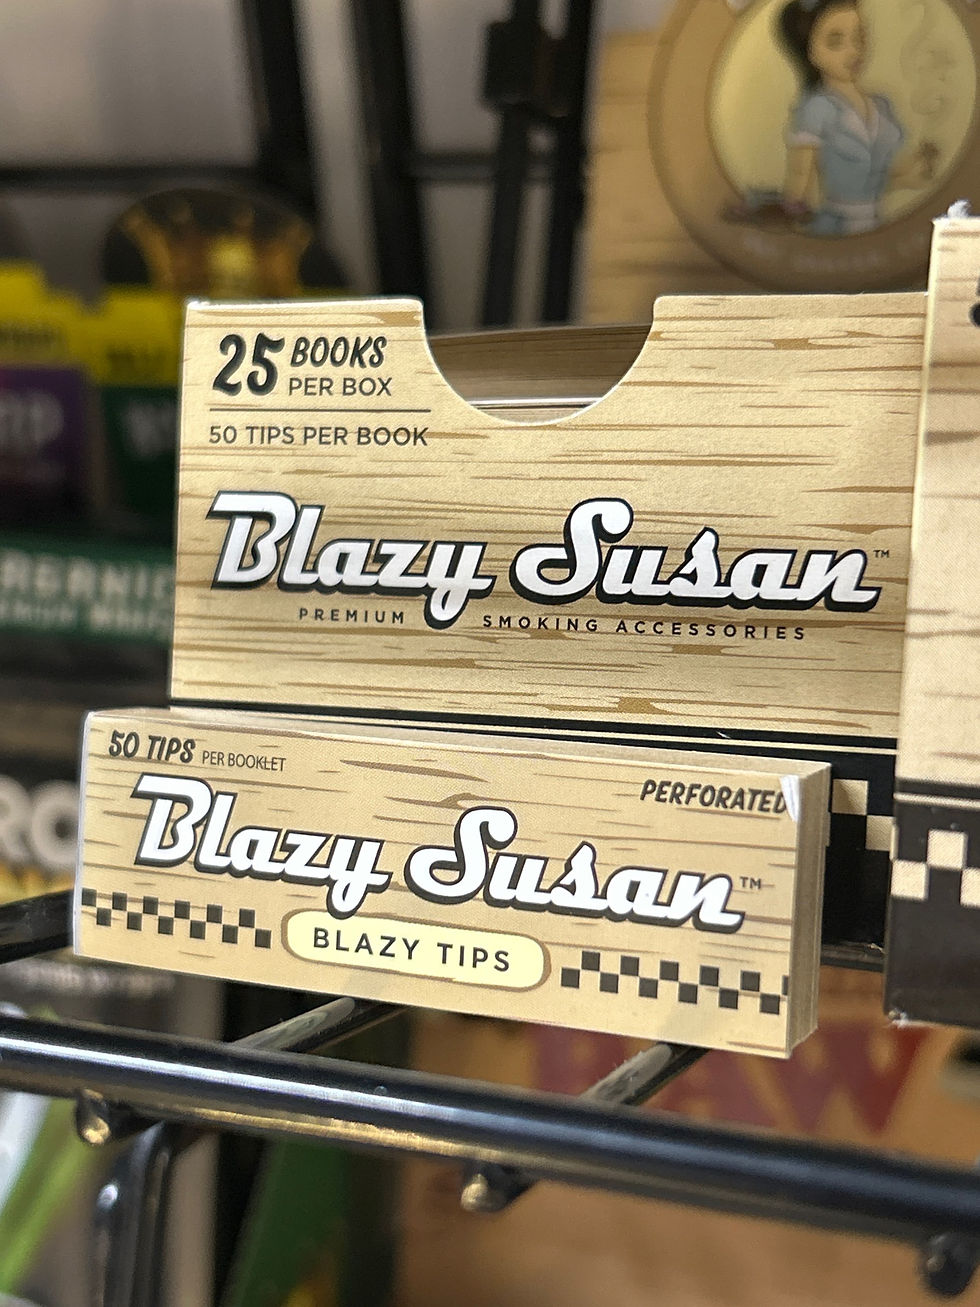 25 BOOKS
PER BOX
50 TIPS PER BOOK
Blazy Susan™
PREMIUM SMOKING ACCESSORIES
50 TIPS PER BOOKLET
PERFORATED
Blazy Susan™
BLAZY TIPS